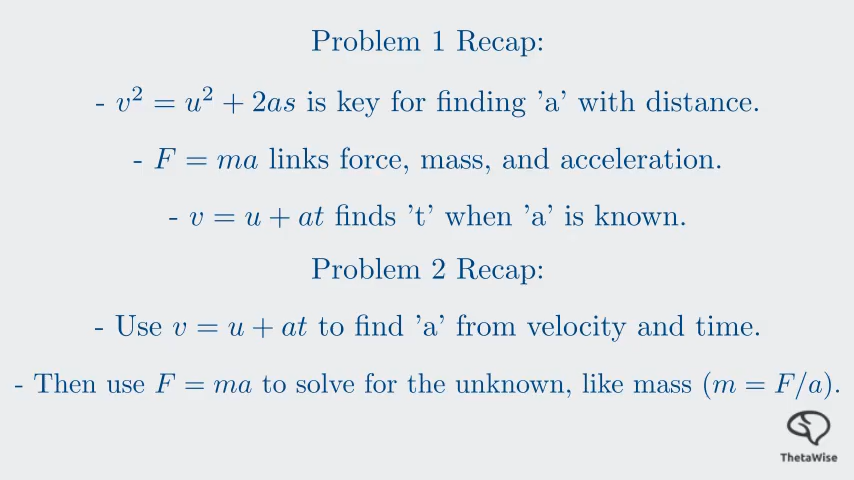 Problem 1 Recap:
- v² = u² + 2as is key for finding 'a' with distance.
- F = ma links force, mass, and acceleration.
- v = u + at finds 't' when 'a' is known.
Problem 2 Recap:
- Use v = u + at to find 'a' from velocity and time.
- Then use F = ma to solve for the unknown, like mass (m = F/a).
ThetaWise